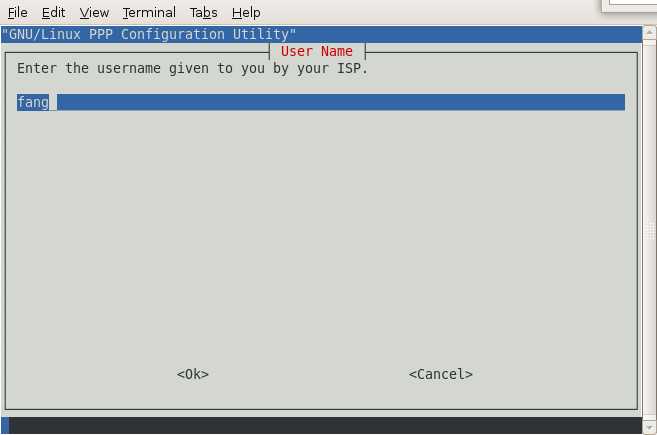 File Edit View Terminal Tabs Help
"GNU/Linux PPP Configuration Utility"
User Name
Enter the username given to you by your ISP.
fang
<Ok> <Cancel>